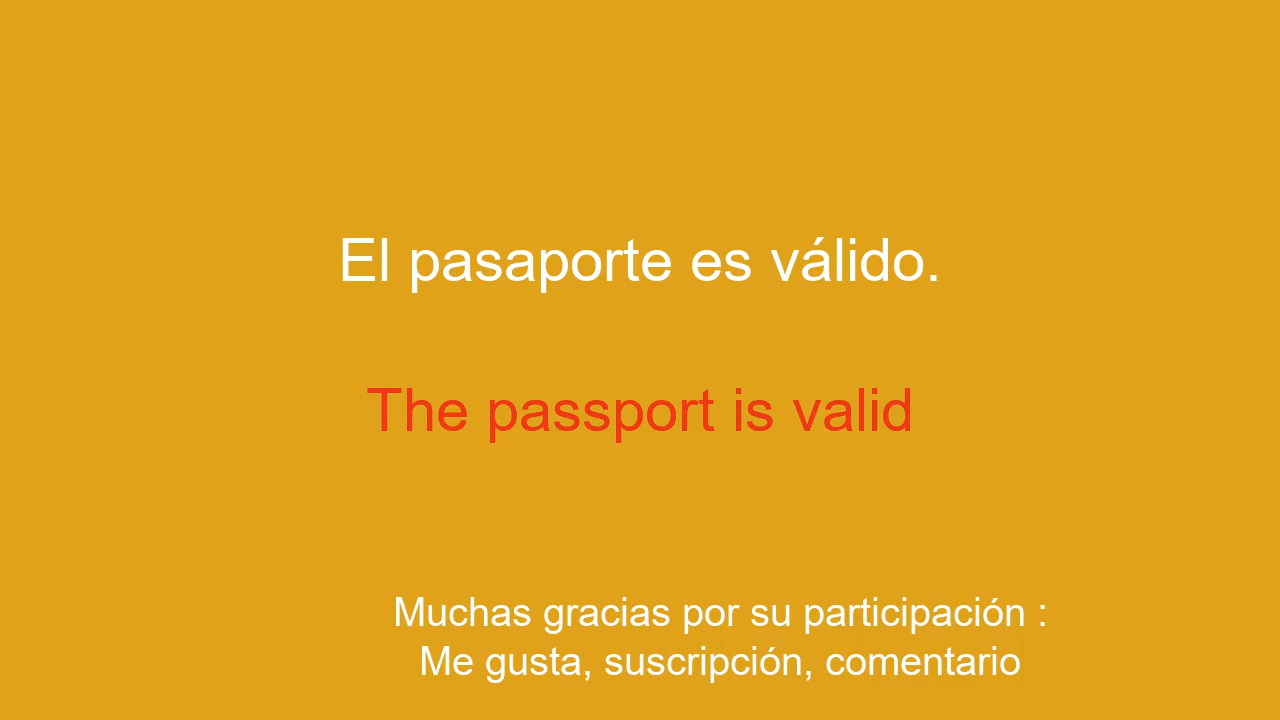 El pasaporte es válido.
The passport is valid
Muchas gracias por su participación :
Me gusta, suscripción, comentario